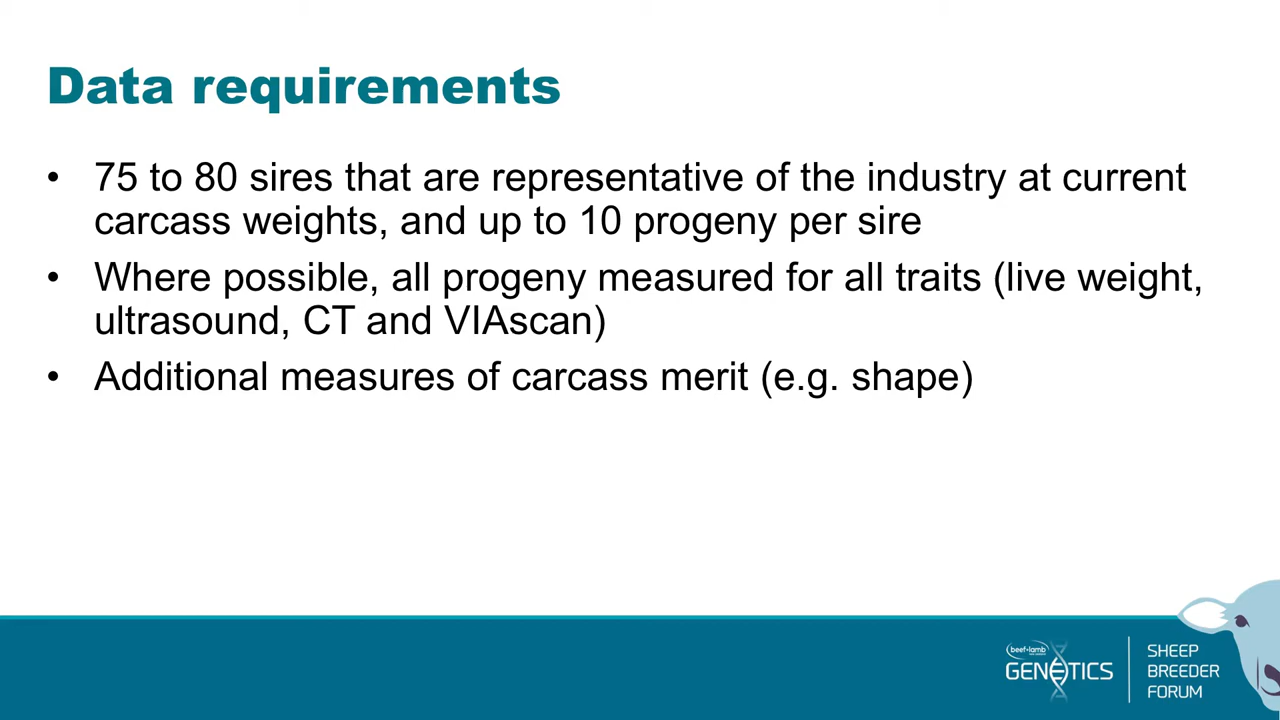 Data requirements
• 75 to 80 sires that are representative of the industry at current
carcass weights, and up to 10 progeny per sire
• Where possible, all progeny measured for all traits (live weight,
ultrasound, CT and VIAscan)
• Additional measures of carcass merit (e.g. shape)
beef+lamb
GENETICS
SHEEP
BREEDER
FORUM